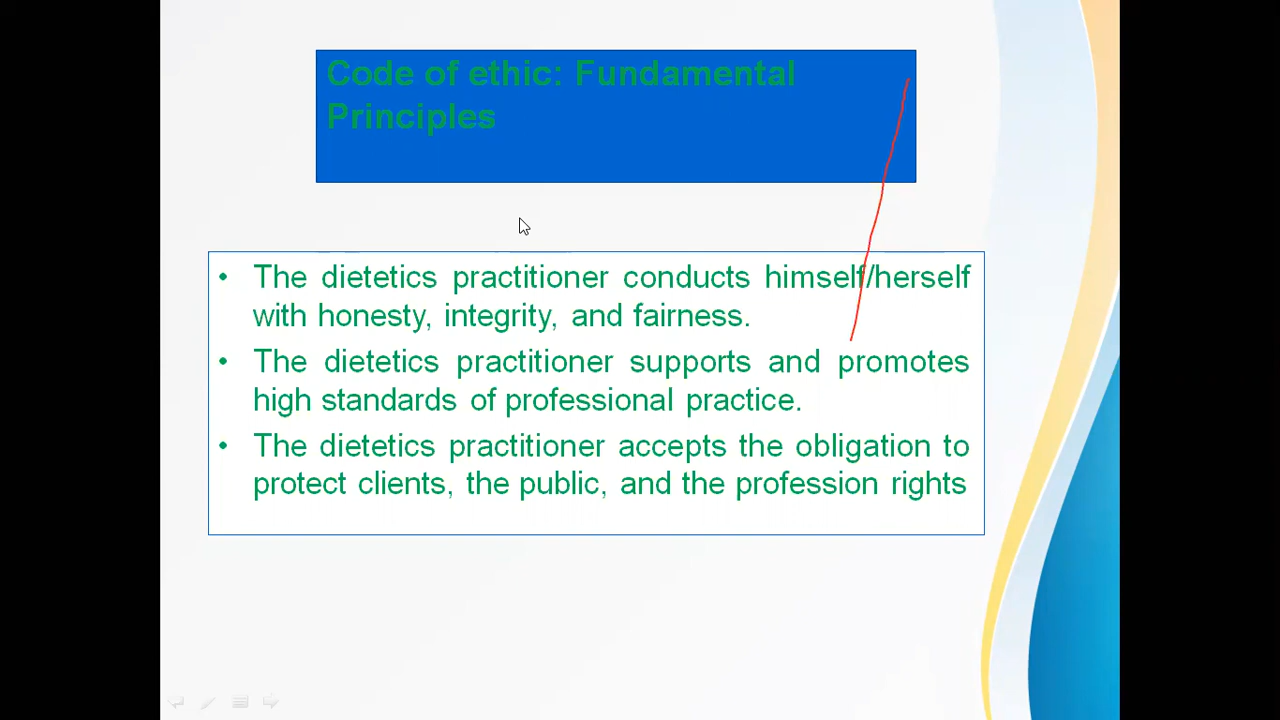 Code of ethic: Fundamental
Principles
• The dietetics practitioner conducts himself/herself
with honesty, integrity, and fairness.
• The dietetics practitioner supports and promotes
high standards of professional practice.
• The dietetics practitioner accepts the obligation to
protect clients, the public, and the profession rights